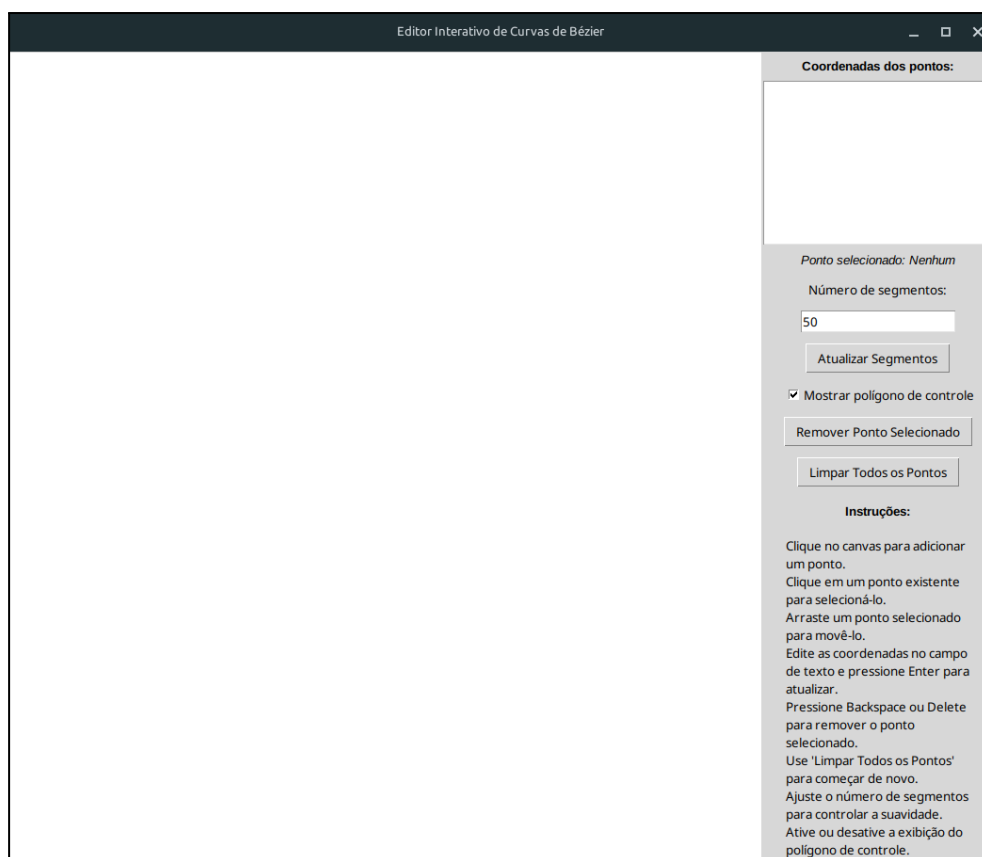 Editor Interativo de Curvas de Bézier
Coordenadas dos pontos:
Ponto selecionado: Nenhum
Número de segmentos:
50
Atualizar Segmentos
Mostrar polígono de controle
Remover Ponto Selecionado
Limpar Todos os Pontos
Instruções:
Clique no canvas para adicionar
um ponto.
Clique em um ponto existente
para selecioná-lo.
Arraste um ponto selecionado
para movê-lo.
Edite as coordenadas no campo
de texto e pressione Enter para
atualizar.
Pressione Backspace ou Delete
para remover o ponto
selecionado.
Use 'Limpar Todos os Pontos'
para começar de novo.
Ajuste o número de segmentos
para controlar a suavidade.
Ative ou desative a exibição do
polígono de controle.